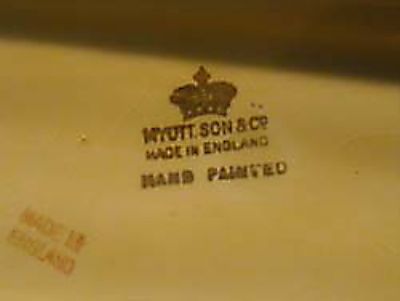 MYOTT, SON & Co
MADE IN ENGLAND
HAND PAINTED
MADE IN
ENGLAND